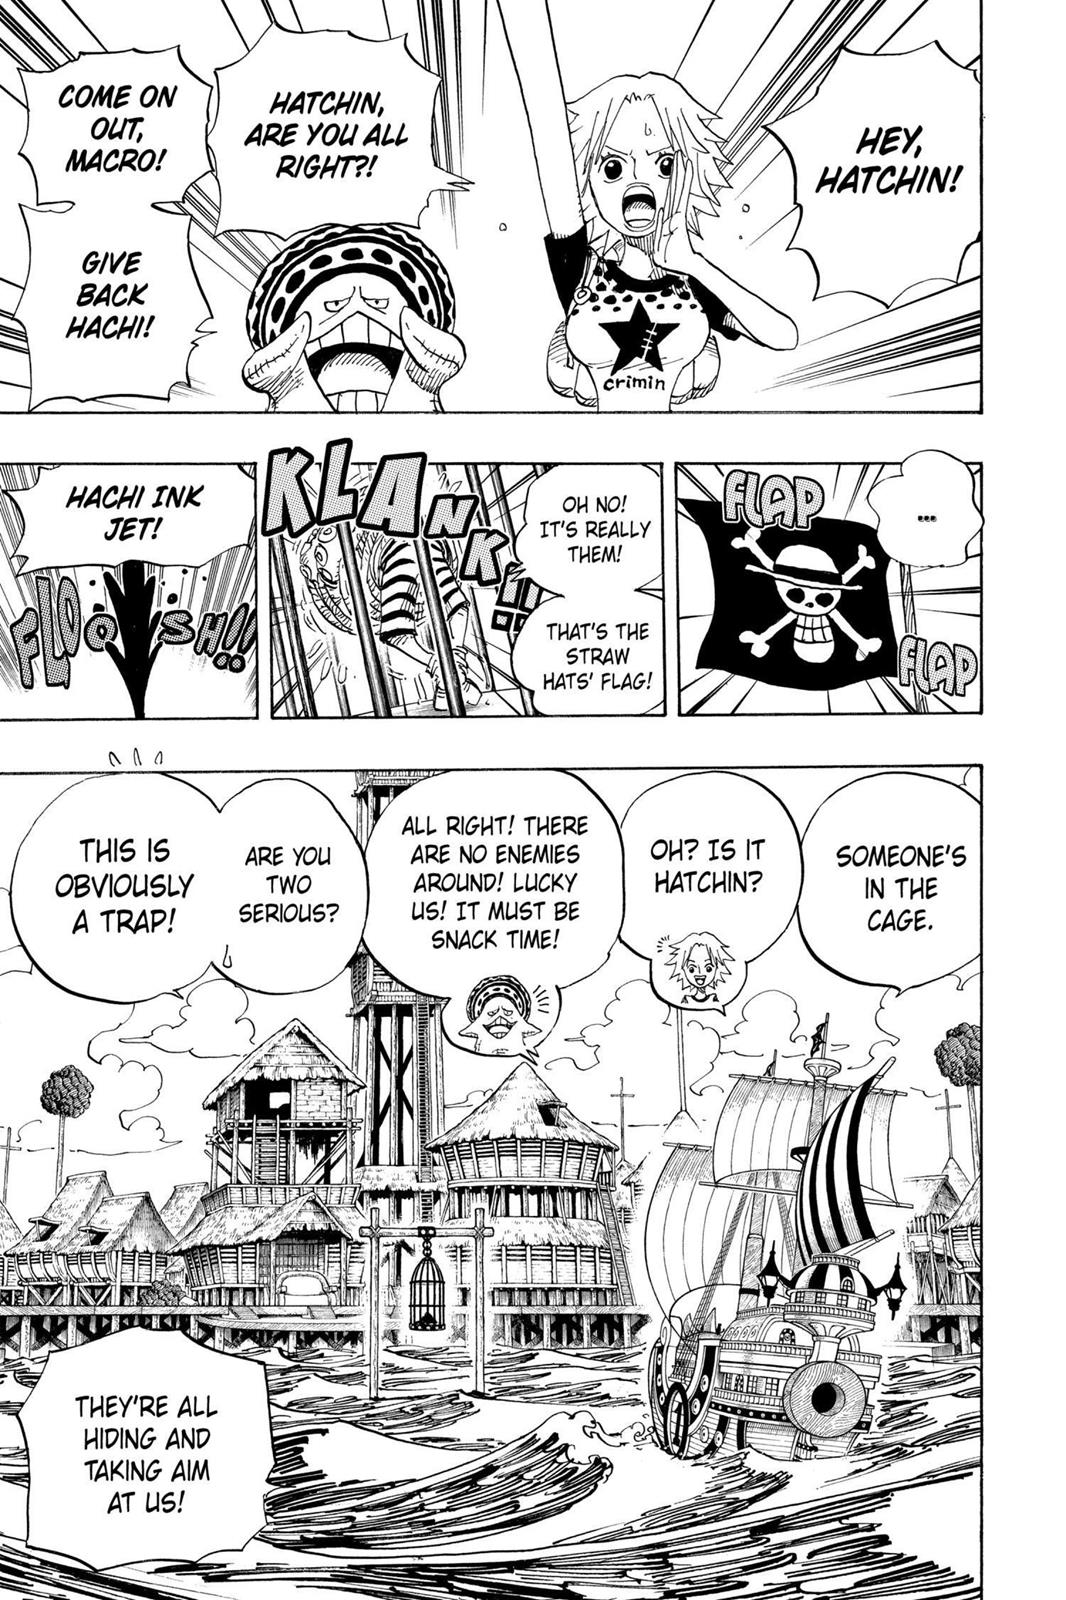 HEY,
HATCHIN!
HATCHIN,
ARE YOU ALL
RIGHT?!
COME ON
OUT,
MACRO!
GIVE
BACK
HACHI!
crimin
...
FLAP
FLAP
OH NO!
IT'S REALLY
THEM!
THAT'S THE
STRAW
HATS' FLAG!
KLANK!!
HACHI INK
JET!
FLOOSH!!
SOMEONE'S
IN THE
CAGE.
OH? IS IT
HATCHIN?
ALL RIGHT! THERE
ARE NO ENEMIES
AROUND! LUCKY
US! IT MUST BE
SNACK TIME!
ARE YOU
TWO
SERIOUS?
THIS IS
OBVIOUSLY
A TRAP!
THEY'RE ALL
HIDING AND
TAKING AIM
AT US!